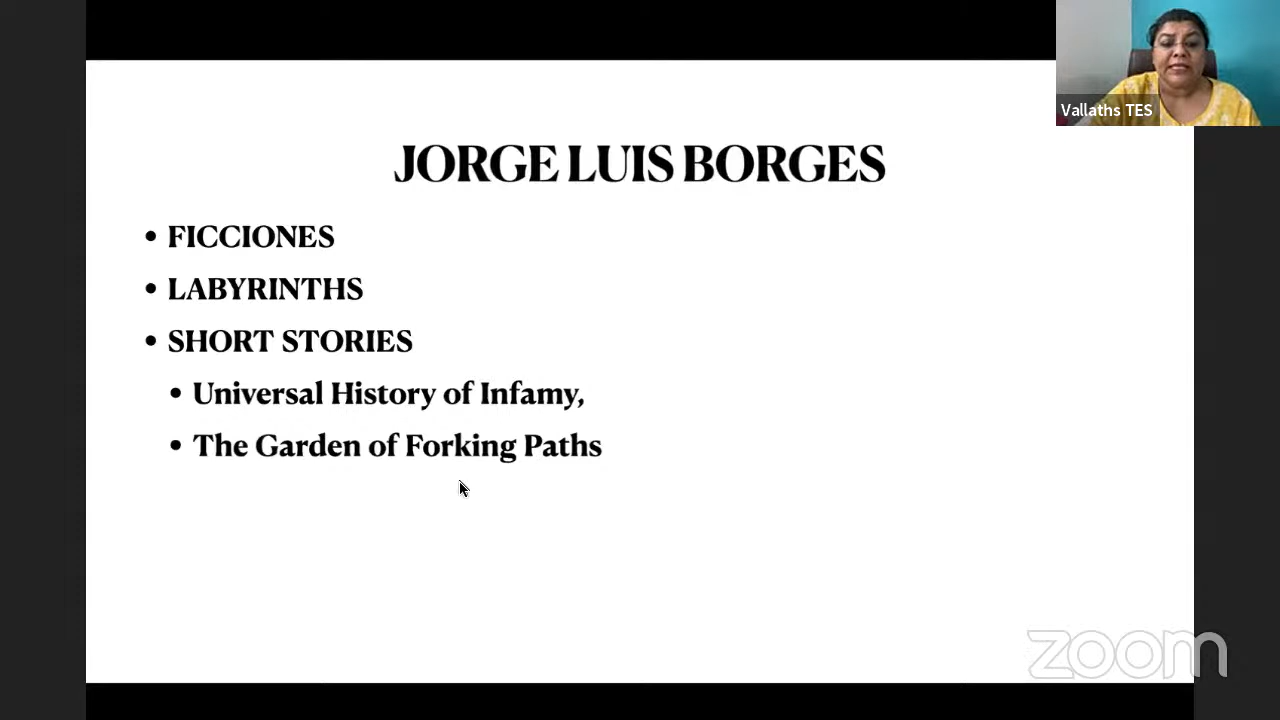 Vallaths TES
JORGE LUIS BORGES
• FICCIONES
• LABYRINTHS
• SHORT STORIES
• Universal History of Infamy,
• The Garden of Forking Paths
zoom